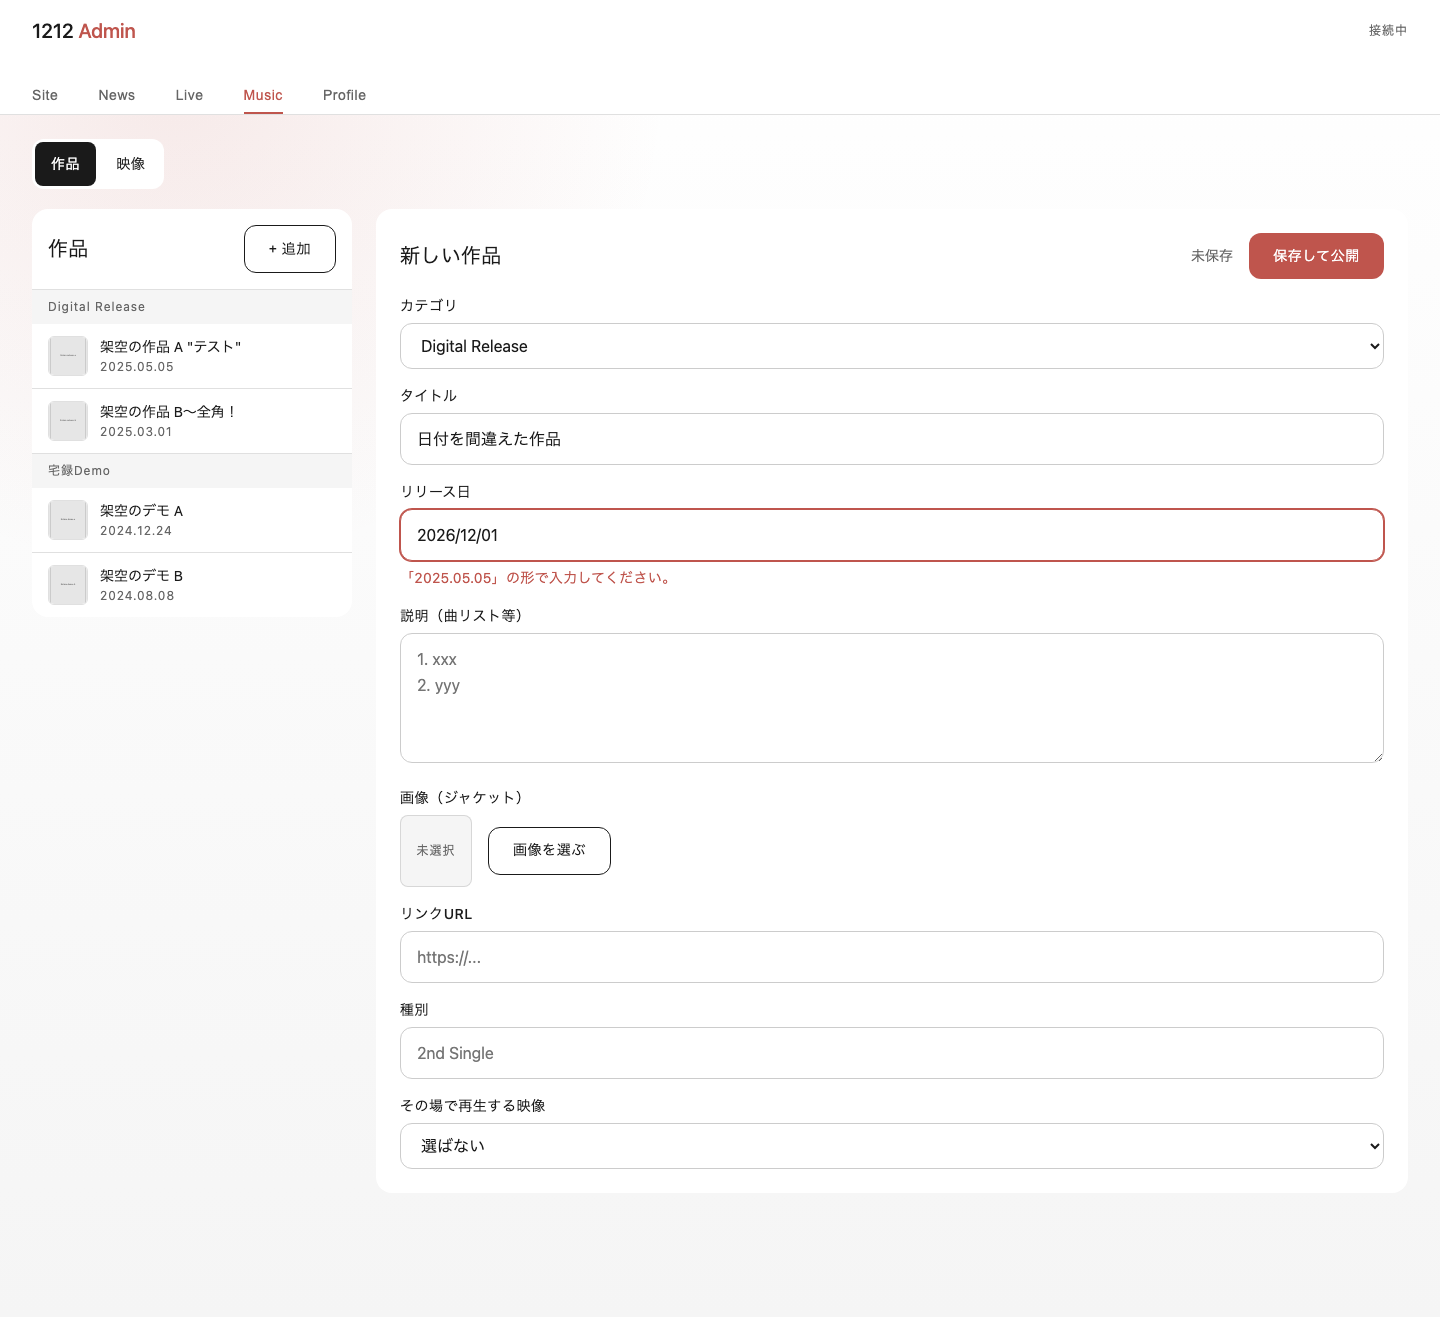 1212 Admin
接続中
Site
News
Live
Music
Profile
作品
映像
作品
+ 追加
Digital Release
架空の作品 A "テスト"
2025.05.05
架空の作品 B〜全角！
2025.03.01
宅録Demo
架空のデモ A
2024.12.24
架空のデモ B
2024.08.08
新しい作品
未保存
保存して公開
カテゴリ
Digital Release
タイトル
日付を間違えた作品
リリース日
2026/12/01
「2025.05.05」の形で入力してください。
説明（曲リスト等）
1. xxx
2. yyy
画像（ジャケット）
未選択
画像を選ぶ
リンクURL
https://...
種別
2nd Single
その場で再生する映像
選ばない